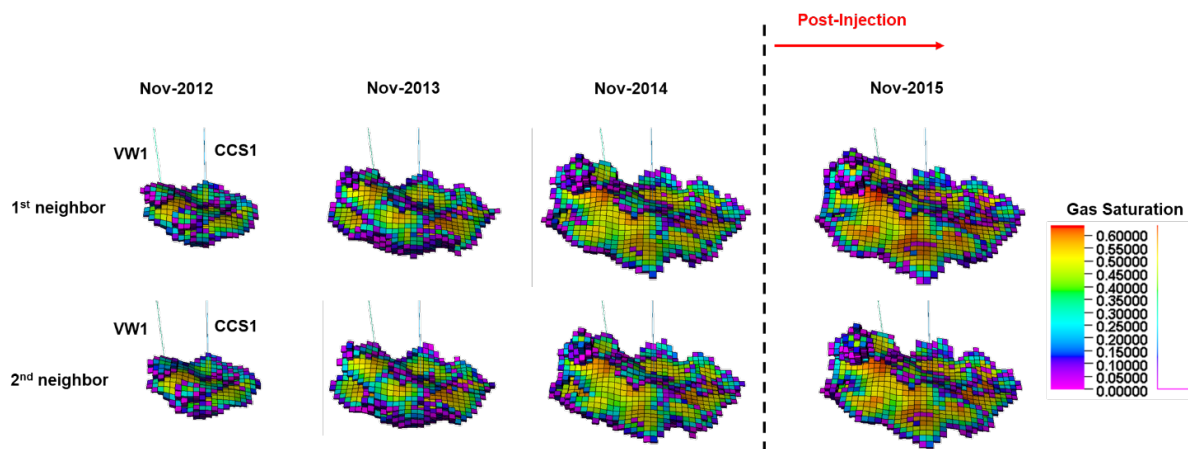 Post-Injection
Nov-2012
Nov-2013
Nov-2014
Nov-2015
VW1
CCS1
1st neighbor
Gas Saturation
0.60000
0.55000
0.50000
0.45000
0.40000
0.35000
0.30000
0.25000
0.20000
0.15000
0.10000
0.05000
0.00000
VW1
CCS1
2nd neighbor